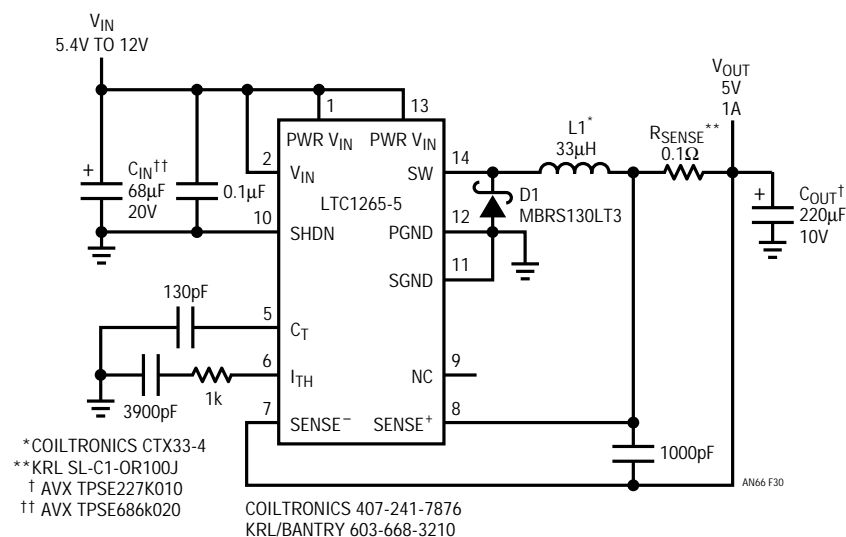 VIN
5.4V TO 12V
VOUT
5V
1A
1
13
PWR VIN
PWR VIN
L1*
33µH
RSENSE**
0.1Ω
2
VIN
14
SW
+
CIN††
68µF
20V
0.1µF
LTC1265-5
D1
MBRS130LT3
+
COUT†
220µF
10V
10
SHDN
12
PGND
11
SGND
130pF
5
CT
6
ITH
9
NC
3900pF
1k
7
SENSE–
8
SENSE+
1000pF
*COILTRONICS CTX33-4
**KRL SL-C1-OR100J
† AVX TPSE227K010
†† AVX TPSE686k020
COILTRONICS 407-241-7876
KRL/BANTRY 603-668-3210
AN66 F30